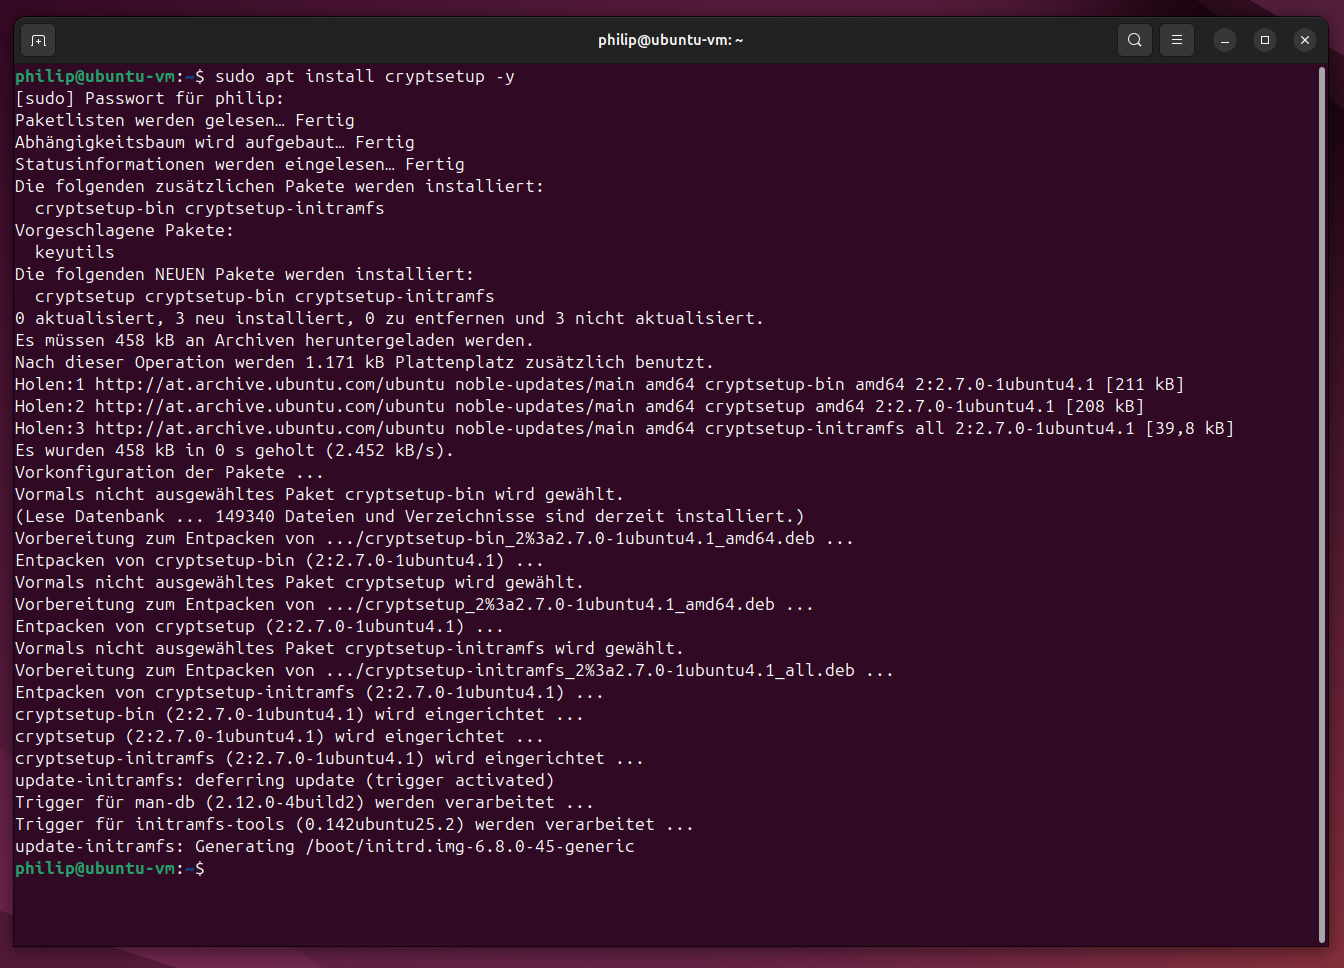 philip@ubuntu-vm: ~
philip@ubuntu-vm:~$ sudo apt install cryptsetup -y
[sudo] Passwort für philip:
Paketlisten werden gelesen… Fertig
Abhängigkeitsbaum wird aufgebaut… Fertig
Statusinformationen werden eingelesen… Fertig
Die folgenden zusätzlichen Pakete werden installiert:
  cryptsetup-bin cryptsetup-initramfs
Vorgeschlagene Pakete:
  keyutils
Die folgenden NEUEN Pakete werden installiert:
  cryptsetup cryptsetup-bin cryptsetup-initramfs
0 aktualisiert, 3 neu installiert, 0 zu entfernen und 3 nicht aktualisiert.
Es müssen 458 kB an Archiven heruntergeladen werden.
Nach dieser Operation werden 1.171 kB Plattenplatz zusätzlich benutzt.
Holen:1 http://at.archive.ubuntu.com/ubuntu noble-updates/main amd64 cryptsetup-bin amd64 2:2.7.0-1ubuntu4.1 [211 kB]
Holen:2 http://at.archive.ubuntu.com/ubuntu noble-updates/main amd64 cryptsetup amd64 2:2.7.0-1ubuntu4.1 [208 kB]
Holen:3 http://at.archive.ubuntu.com/ubuntu noble-updates/main amd64 cryptsetup-initramfs all 2:2.7.0-1ubuntu4.1 [39,8 kB]
Es wurden 458 kB in 0 s geholt (2.452 kB/s).
Vorkonfiguration der Pakete ...
Vormals nicht ausgewähltes Paket cryptsetup-bin wird gewählt.
(Lese Datenbank ... 149340 Dateien und Verzeichnisse sind derzeit installiert.)
Vorbereitung zum Entpacken von .../cryptsetup-bin_2%3a2.7.0-1ubuntu4.1_amd64.deb ...
Entpacken von cryptsetup-bin (2:2.7.0-1ubuntu4.1) ...
Vormals nicht ausgewähltes Paket cryptsetup wird gewählt.
Vorbereitung zum Entpacken von .../cryptsetup_2%3a2.7.0-1ubuntu4.1_amd64.deb ...
Entpacken von cryptsetup (2:2.7.0-1ubuntu4.1) ...
Vormals nicht ausgewähltes Paket cryptsetup-initramfs wird gewählt.
Vorbereitung zum Entpacken von .../cryptsetup-initramfs_2%3a2.7.0-1ubuntu4.1_all.deb ...
Entpacken von cryptsetup-initramfs (2:2.7.0-1ubuntu4.1) ...
cryptsetup-bin (2:2.7.0-1ubuntu4.1) wird eingerichtet ...
cryptsetup (2:2.7.0-1ubuntu4.1) wird eingerichtet ...
cryptsetup-initramfs (2:2.7.0-1ubuntu4.1) wird eingerichtet ...
update-initramfs: deferring update (trigger activated)
Trigger für man-db (2.12.0-4build2) werden verarbeitet ...
Trigger für initramfs-tools (0.142ubuntu25.2) werden verarbeitet ...
update-initramfs: Generating /boot/initrd.img-6.8.0-45-generic
philip@ubuntu-vm:~$